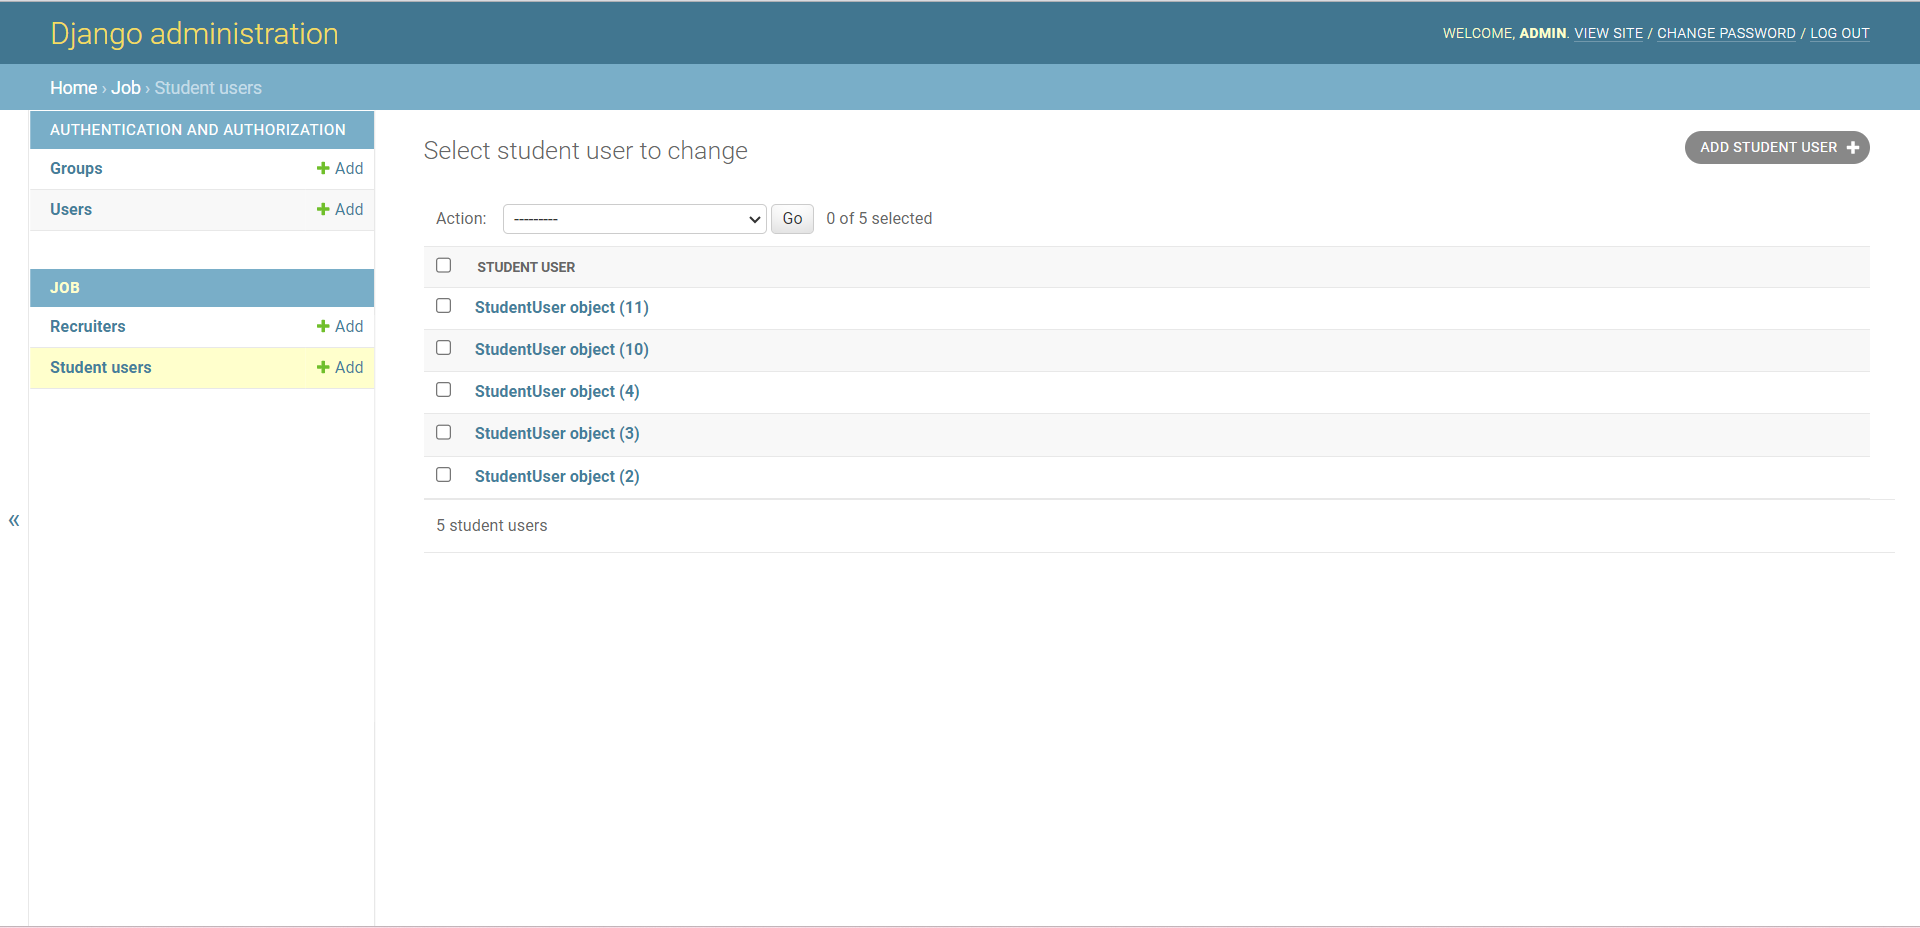 Django administration
WELCOME, ADMIN. VIEW SITE / CHANGE PASSWORD / LOG OUT
Home › Job › Student users
AUTHENTICATION AND AUTHORIZATION
Groups + Add
Users + Add
JOB
Recruiters + Add
Student users + Add
«
Select student user to change
ADD STUDENT USER +
Action: --------- Go 0 of 5 selected
STUDENT USER
StudentUser object (11)
StudentUser object (10)
StudentUser object (4)
StudentUser object (3)
StudentUser object (2)
5 student users